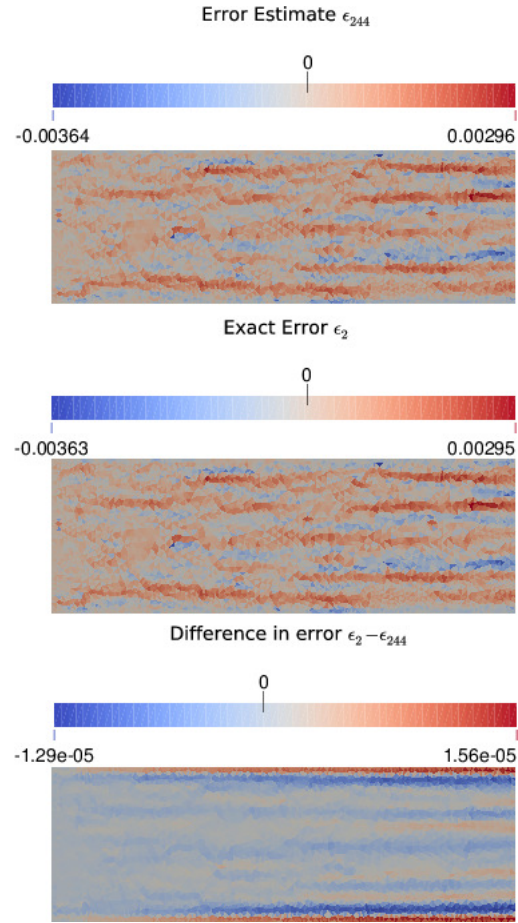 Error Estimate ϵ₂₄₄
0
-0.00364 0.00296
Exact Error ϵ₂
0
-0.00363 0.00295
Difference in error ϵ₂−ϵ₂₄₄
0
-1.29e-05 1.56e-05